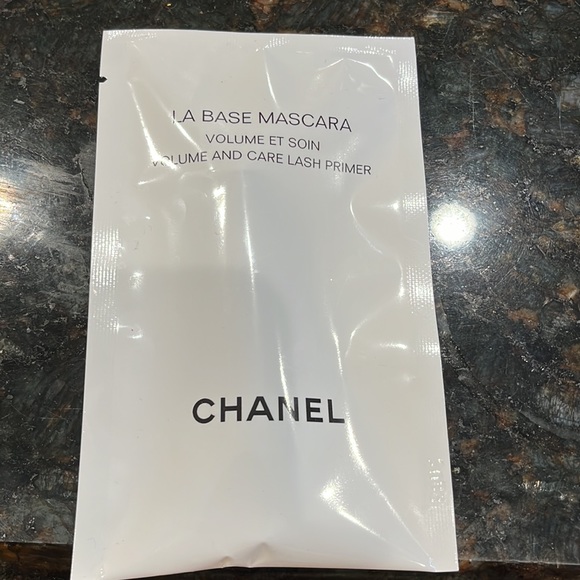 LA BASE MASCARA
VOLUME ET SOIN
VOLUME AND CARE LASH PRIMER
CHANEL